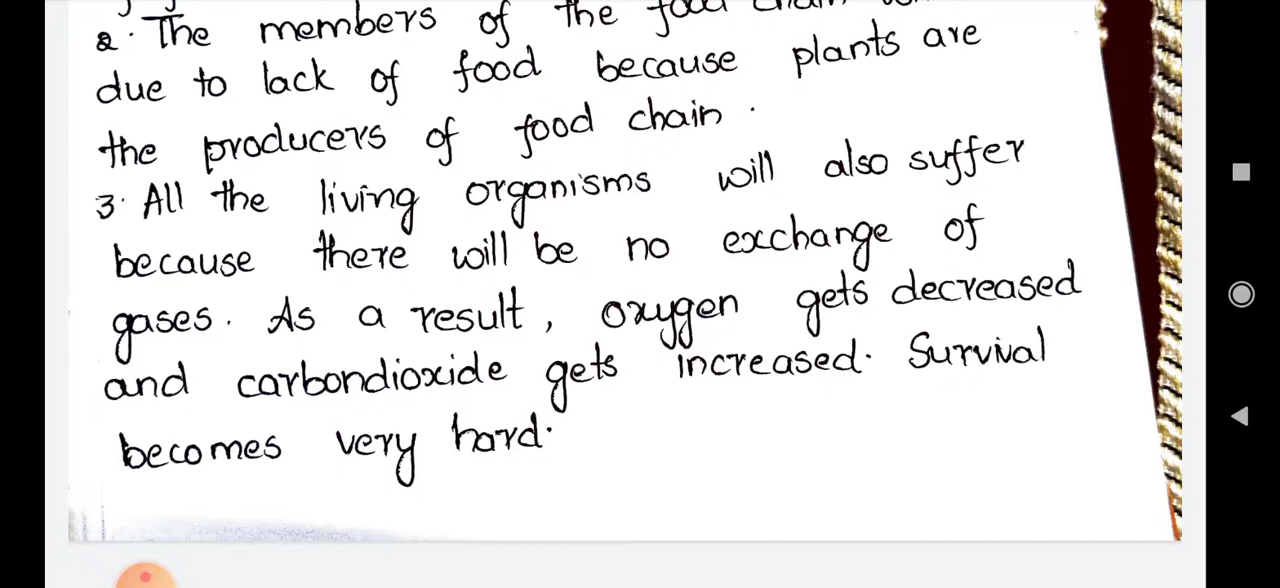 2. The members of the food chain
due to lack of food because plants are
the producers of food chain.
3. All the living organisms will also suffer
because there will be no exchange of
gases. As a result, oxygen gets decreased
and carbondioxide gets increased. Survival
becomes very hard.